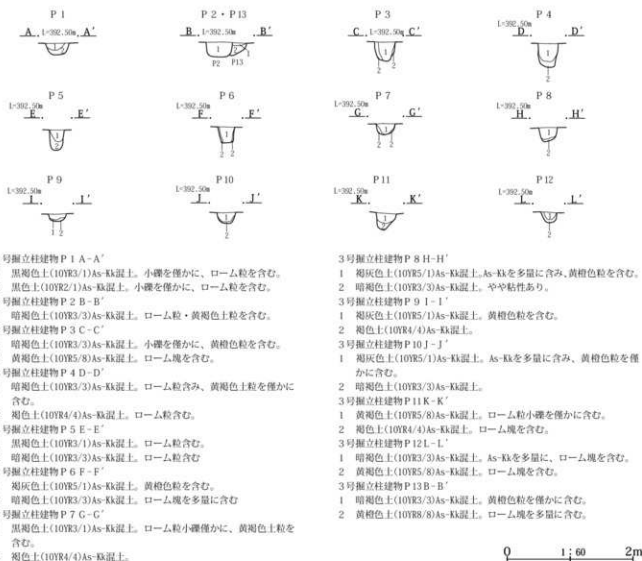 P 1
P 2 ・ P 13
P 3
P 4
A L=392.50m A′
B L=392.50m B′
C L=392.50m C′
L=392.50m
D D′
1
2
1
2
1
P2 P13
1
2 2
1
2
P 5
P 6
P 7
P 8
L=392.50m
E E′
L=392.50m
F F′
L=392.50m
G G′
L=392.50m
H H′
1
2
1
2 2
1
2 2
1
2
P 9
P 10
P 11
P 12
L=392.50m
I I′
L=392.50m
J J′
L=392.50m
K K′
L=392.50m
L L′
1 2
1
2
1
2
1
2
号掘立柱建物P 1 A-A′
黒褐色土(10YR3/1)As-Kk混土。小礫を僅かに、ローム粒を含む。
黒色土(10YR2/1)As-Kk混土。小礫を僅かに、ローム粒を含む。
号掘立柱建物P 2 B-B′
暗褐色土(10YR3/3)As-Kk混土。ローム粒・黄褐色土粒を含む。
号掘立柱建物P 3 C-C′
暗褐色土(10YR3/3)As-Kk混土。小礫を僅かに、黄橙色粒を含む。
黄褐色土(10YR5/8)As-Kk混土。ローム塊を含む。
号掘立柱建物P 4 D-D′
暗褐色土(10YR3/3)As-Kk混土。ローム粒含み、黄褐色土粒を僅かに
含む。
褐色土(10YR4/4)As-Kk混土。ローム粒含む。
号掘立柱建物P 5 E-E′
黒褐色土(10YR3/1)As-Kk混土。ローム粒含む。
暗褐色土(10YR3/3)As-Kk混土。ローム粒含む
号掘立柱建物P 6 F-F′
褐灰色土(10YR5/1)As-Kk混土。黄橙色粒を含む。
暗褐色土(10YR3/3)As-Kk混土。ローム塊を多量に含む
号掘立柱建物P 7 G-G′
黒褐色土(10YR3/1)As-Kk混土。ローム粒小礫僅かに、黄褐色土粒を
含む。
褐色土(10YR4/4)As-Kk混土。
3号掘立柱建物P 8 H-H′
1 褐灰色土(10YR5/1)As-Kk混土。As-Kkを多量に含み、黄橙色粒を含む。
2 暗褐色土(10YR3/3)As-Kk混土。やや粘性あり。
3号掘立柱建物P 9 I-I′
1 褐灰色土(10YR5/1)As-Kk混土。黄橙色粒を含む。
2 褐色土(10YR4/4)As-Kk混土。
3号掘立柱建物P 10 J-J′
1 褐灰色土(10YR5/1)As-Kk混土。As-Kkを多量に含み、黄橙色粒を僅
かに含む。
2 暗褐色土(10YR3/3)As-Kk混土。
3号掘立柱建物P 11 K-K′
1 黄褐色土(10YR5/8)As-Kk混土。ローム粒小礫を僅かに含む。
2 褐色土(10YR4/4)As-Kk混土。ローム塊を含む。
3号掘立柱建物P 12 L-L′
1 暗褐色土(10YR3/3)As-Kk混土。As-Kkを多量に、ローム塊を含む。
2 黄褐色土(10YR5/8)As-Kk混土。ローム塊を含む。
3号掘立柱建物P 13 B-B′
1 暗褐色土(10YR3/3)As-Kk混土。黄橙色粒を僅かに含む。
2 黄橙色土(10YR8/8)As-Kk混土。ローム塊を多量に含む。
0 1：60 2m